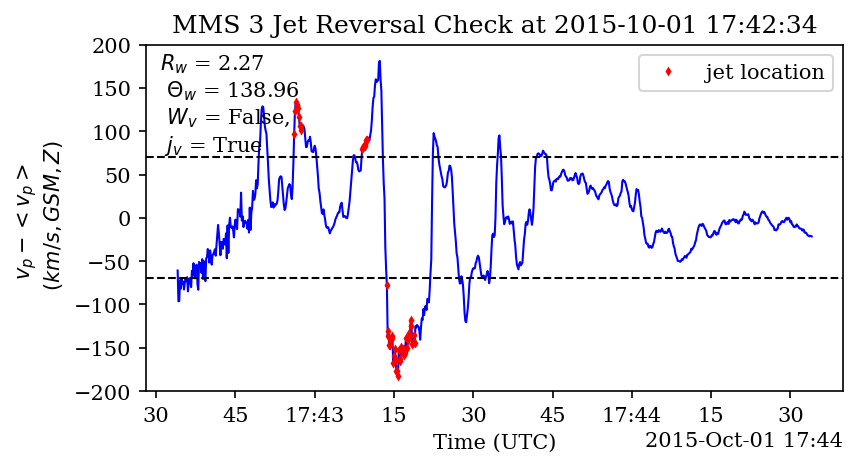 MMS 3 Jet Reversal Check at 2015-10-01 17:42:34
R_w = 2.27
Θ_w = 138.96
W_v = False,
j_v = True
jet location
v_p − < v_p >
(km/s, GSM, Z)
200
150
100
50
0
−50
−100
−150
−200
30 45 17:43 15 30 45 17:44 15 30
Time (UTC)
2015-Oct-01 17:44